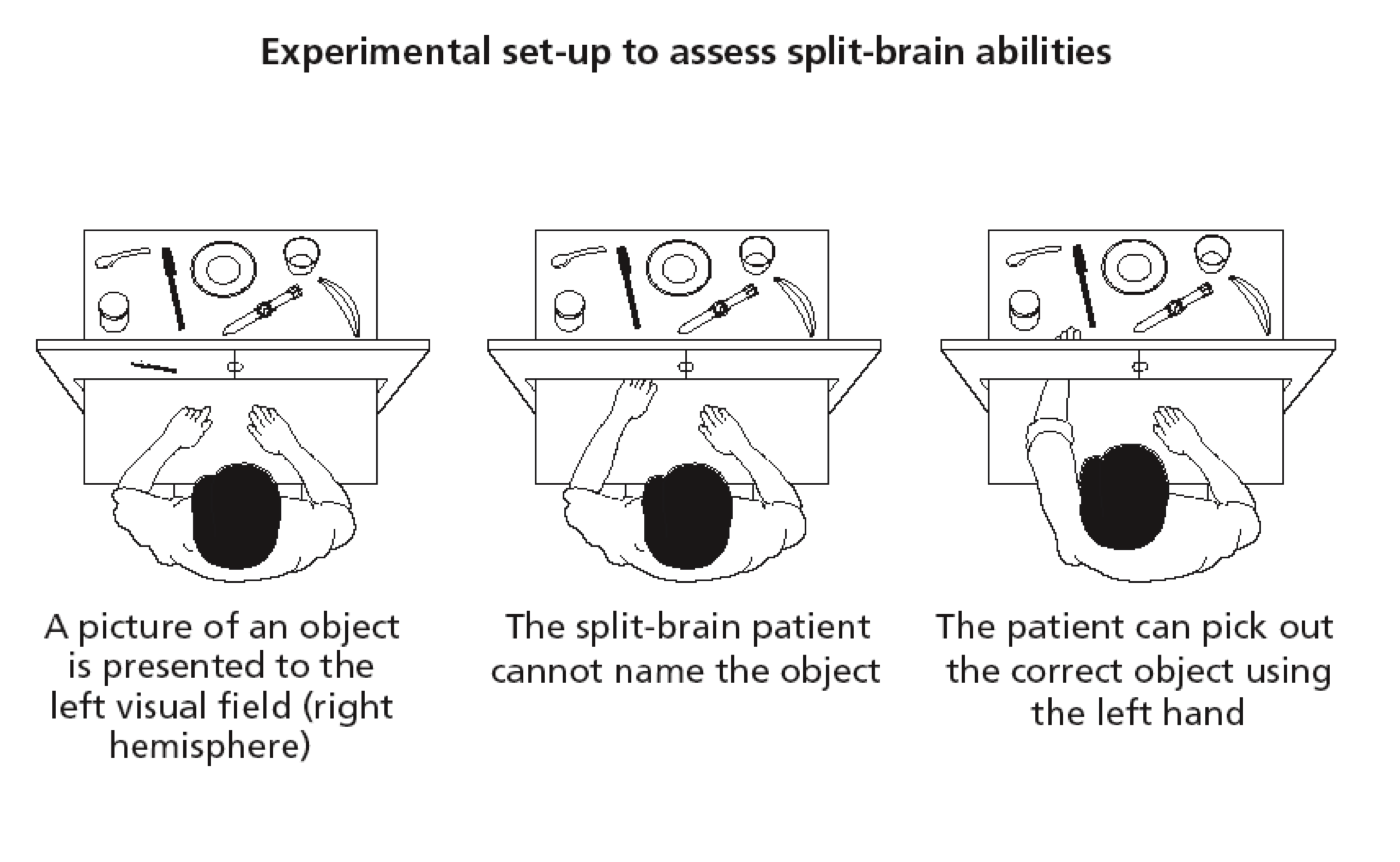 Experimental set-up to assess split-brain abilities
A picture of an object
is presented to the
left visual field (right
hemisphere)
The split-brain patient
cannot name the object
The patient can pick out
the correct object using
the left hand